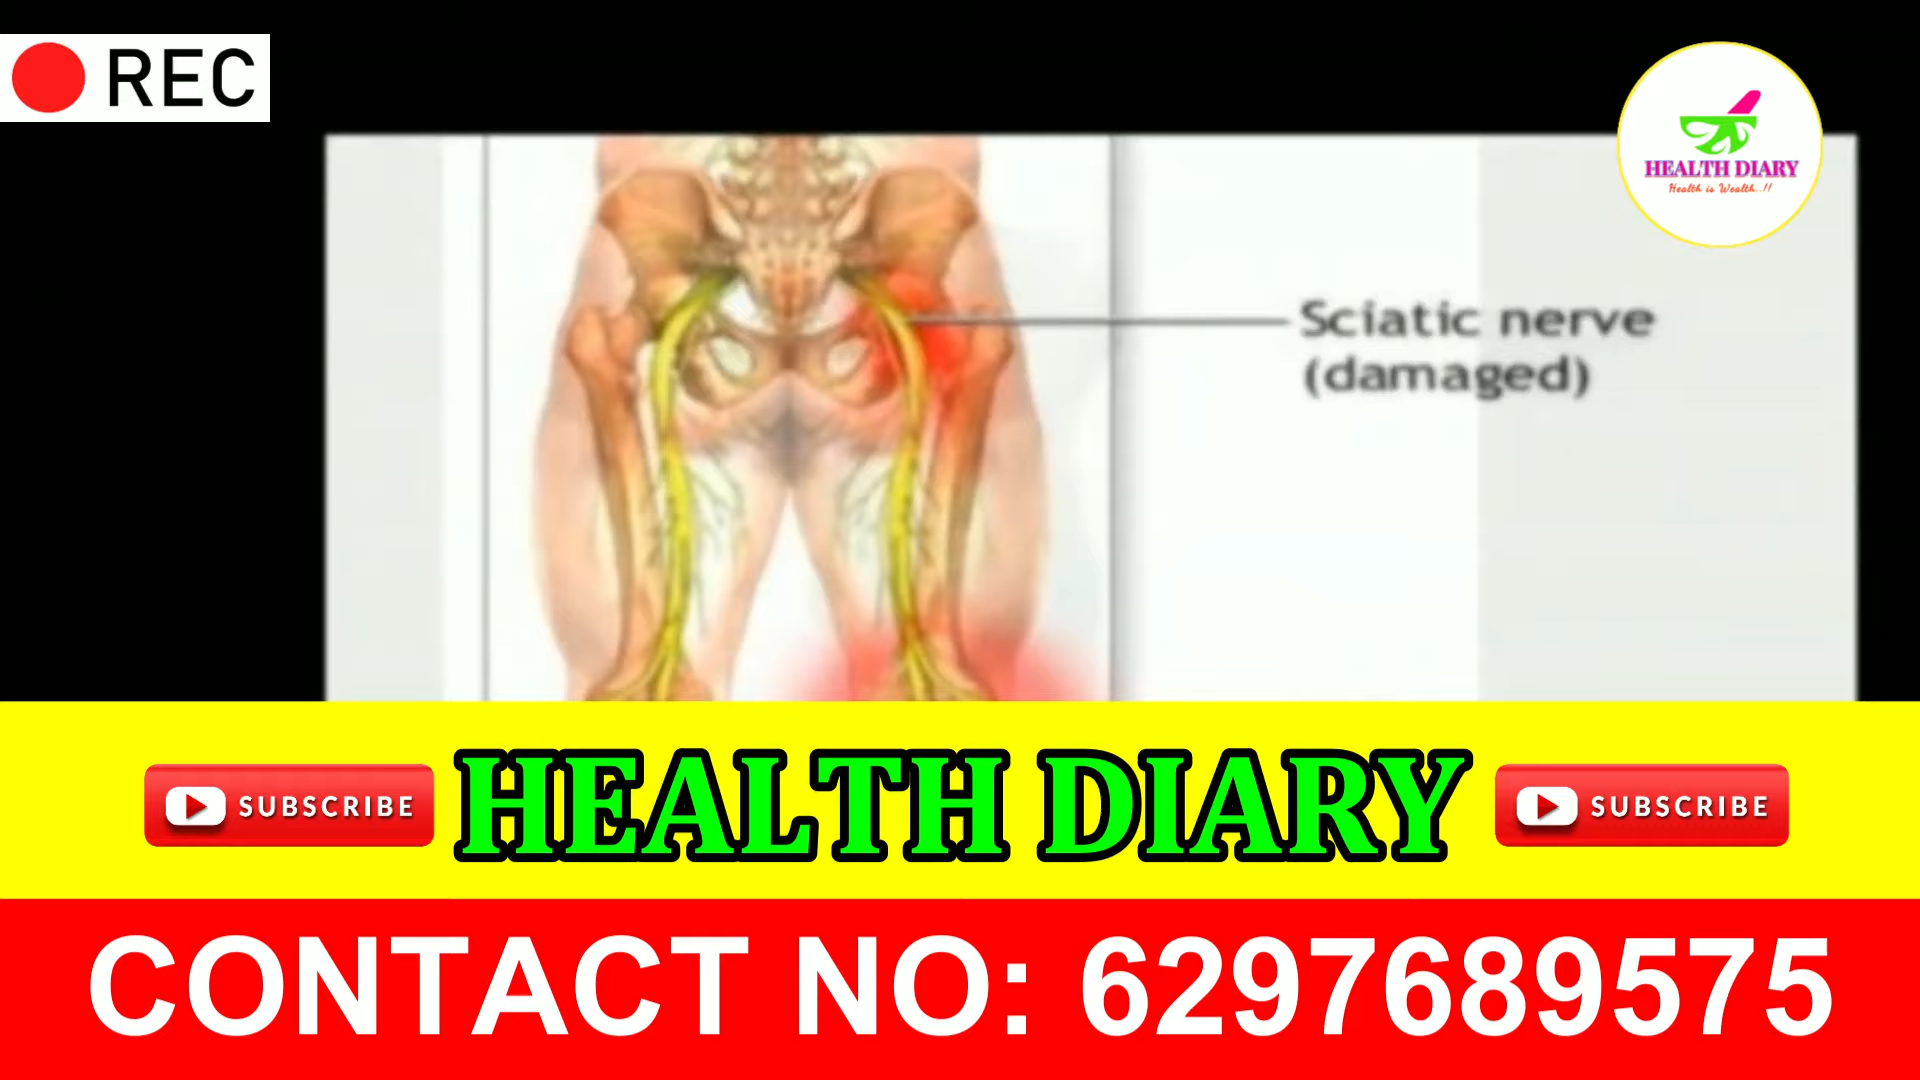 REC
HEALTH DIARY
Health is Wealth..!!
Sciatic nerve
(damaged)
SUBSCRIBE
HEALTH DIARY
SUBSCRIBE
CONTACT NO: 6297689575